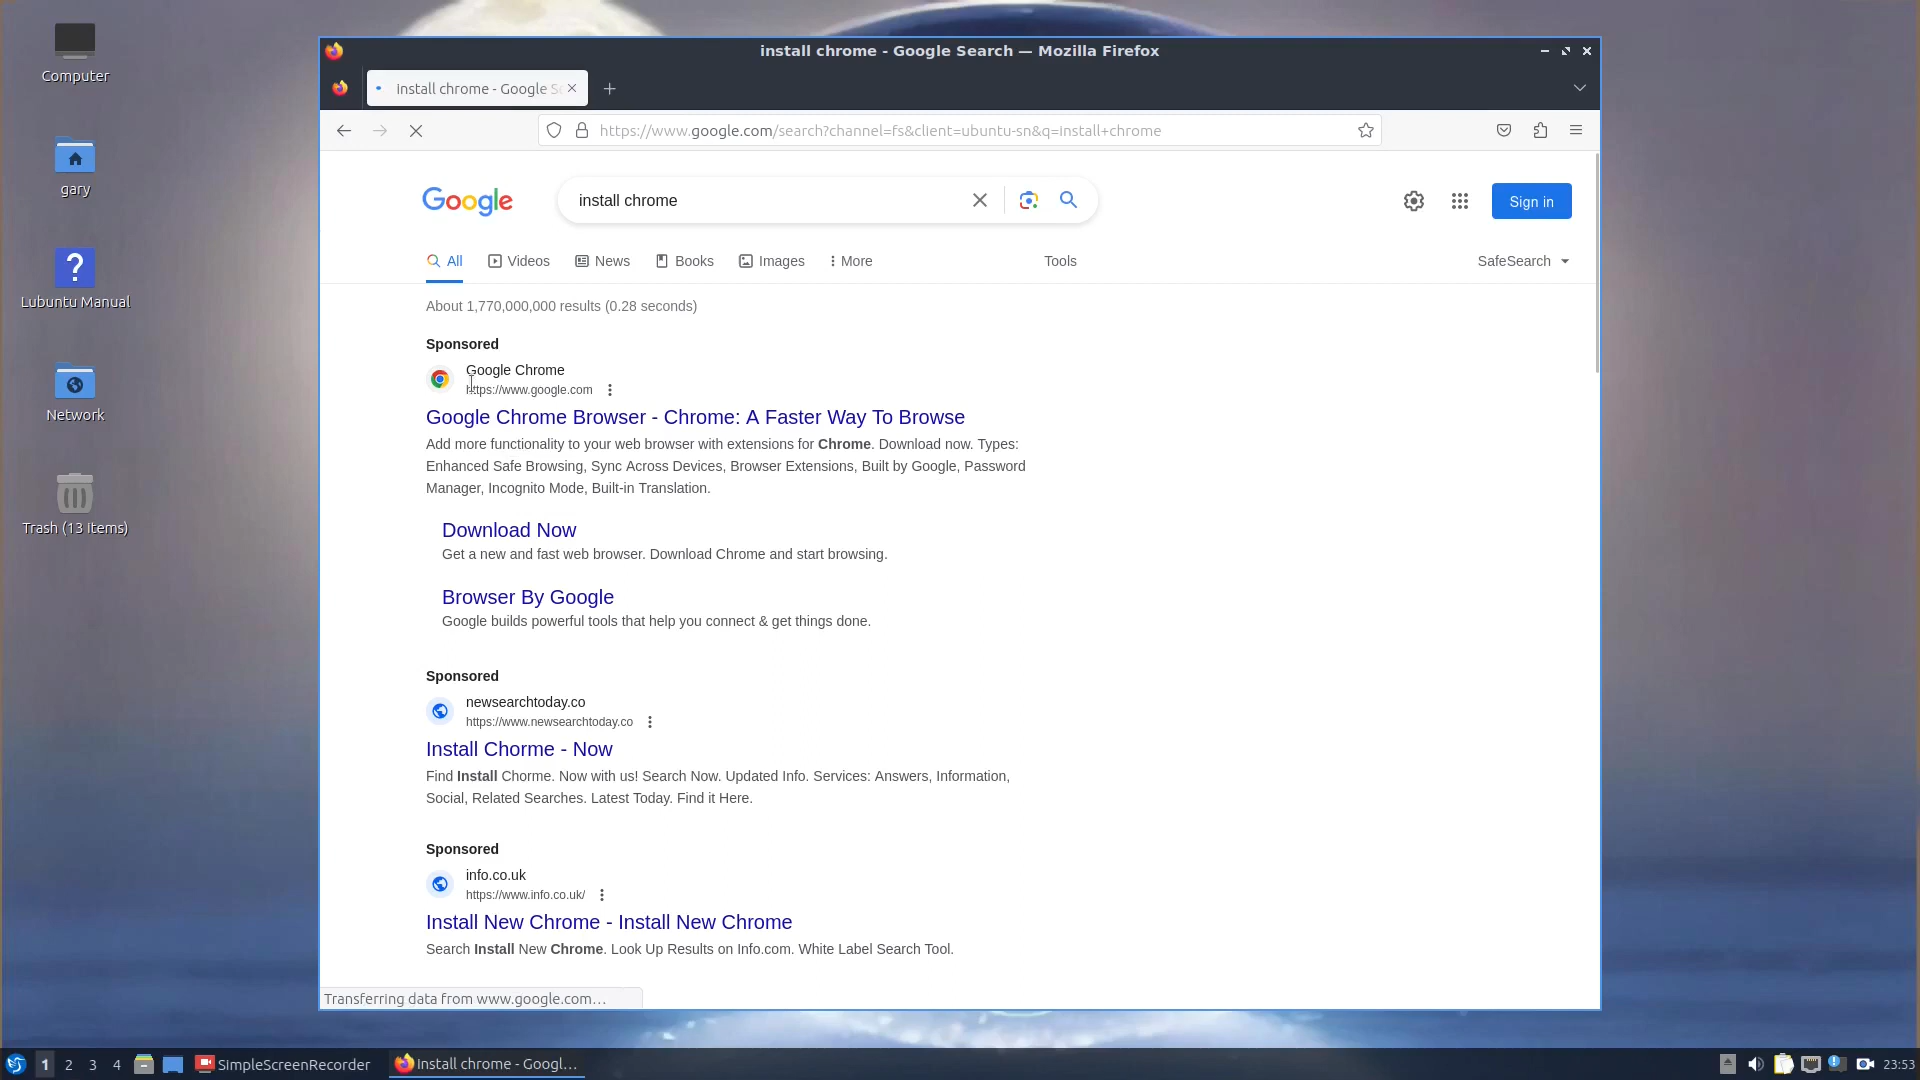 Computer
gary
Lubuntu Manual
Network
Trash (13 items)
install chrome - Google Search — Mozilla Firefox
install chrome - Google Se
https://www.google.com/search?channel=fs&client=ubuntu-sn&q=install+chrome
Google
install chrome
Sign in
All
Videos
News
Books
Images
More
Tools
SafeSearch
About 1,770,000,000 results (0.28 seconds)
Sponsored
Google Chrome
https://www.google.com
Google Chrome Browser - Chrome: A Faster Way To Browse
Add more functionality to your web browser with extensions for Chrome. Download now. Types:
Enhanced Safe Browsing, Sync Across Devices, Browser Extensions, Built by Google, Password
Manager, Incognito Mode, Built-in Translation.
Download Now
Get a new and fast web browser. Download Chrome and start browsing.
Browser By Google
Google builds powerful tools that help you connect & get things done.
Sponsored
newsearchtoday.co
https://www.newsearchtoday.co
Install Chorme - Now
Find Install Chorme. Now with us! Search Now. Updated Info. Services: Answers, Information,
Social, Related Searches. Latest Today. Find it Here.
Sponsored
info.co.uk
https://www.info.co.uk/
Install New Chrome - Install New Chrome
Search Install New Chrome. Look Up Results on Info.com. White Label Search Tool.
Transferring data from www.google.com…
1
2
3
4
SimpleScreenRecorder
install chrome - Googl…
23:53